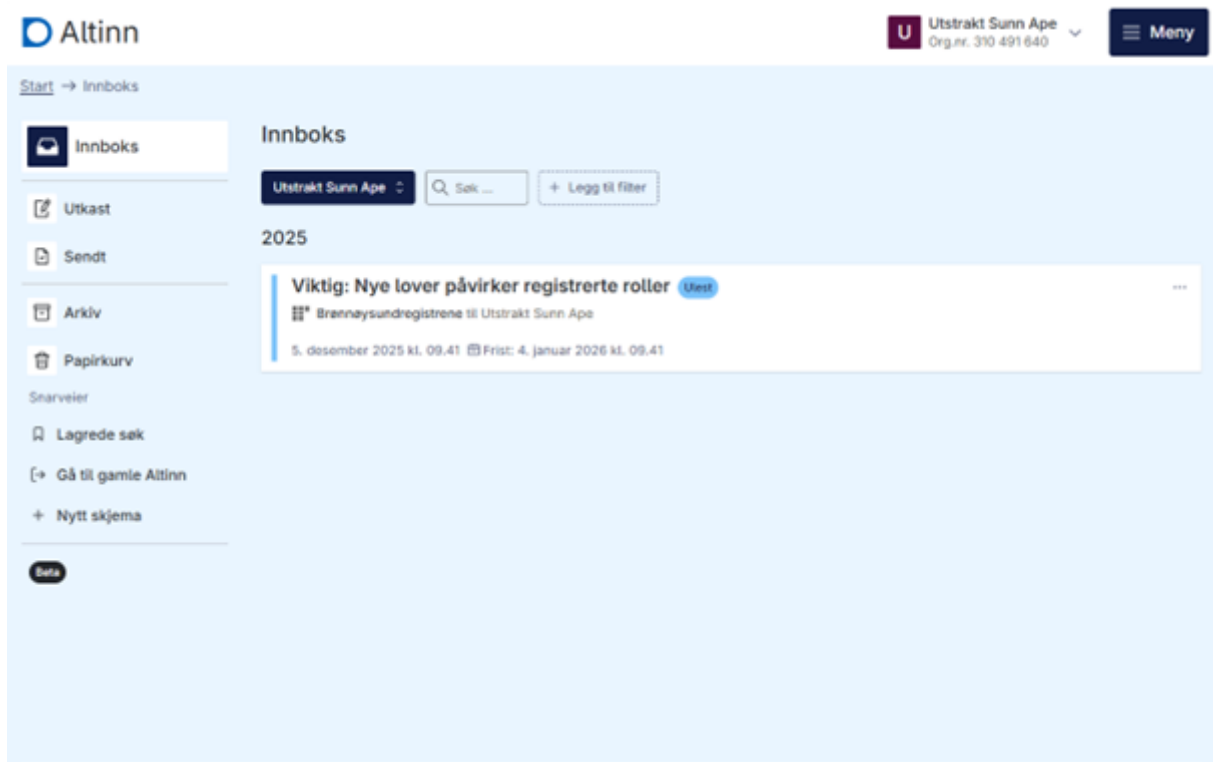 Altinn
U
Utstrakt Sunn Ape
Org.nr. 310 491 640
Meny
Start → Innboks
Innboks
Utkast
Sendt
Arkiv
Papirkurv
Snarveier
Lagrede søk
Gå til gamle Altinn
+ Nytt skjema
Beta
Innboks
Utstrakt Sunn Ape
Søk ...
+ Legg til filter
2025
Viktig: Nye lover påvirker registrerte roller Ulest
Brønnøysundregistrene til Utstrakt Sunn Ape
5. desember 2025 kl. 09.41 Frist: 4. januar 2026 kl. 09.41